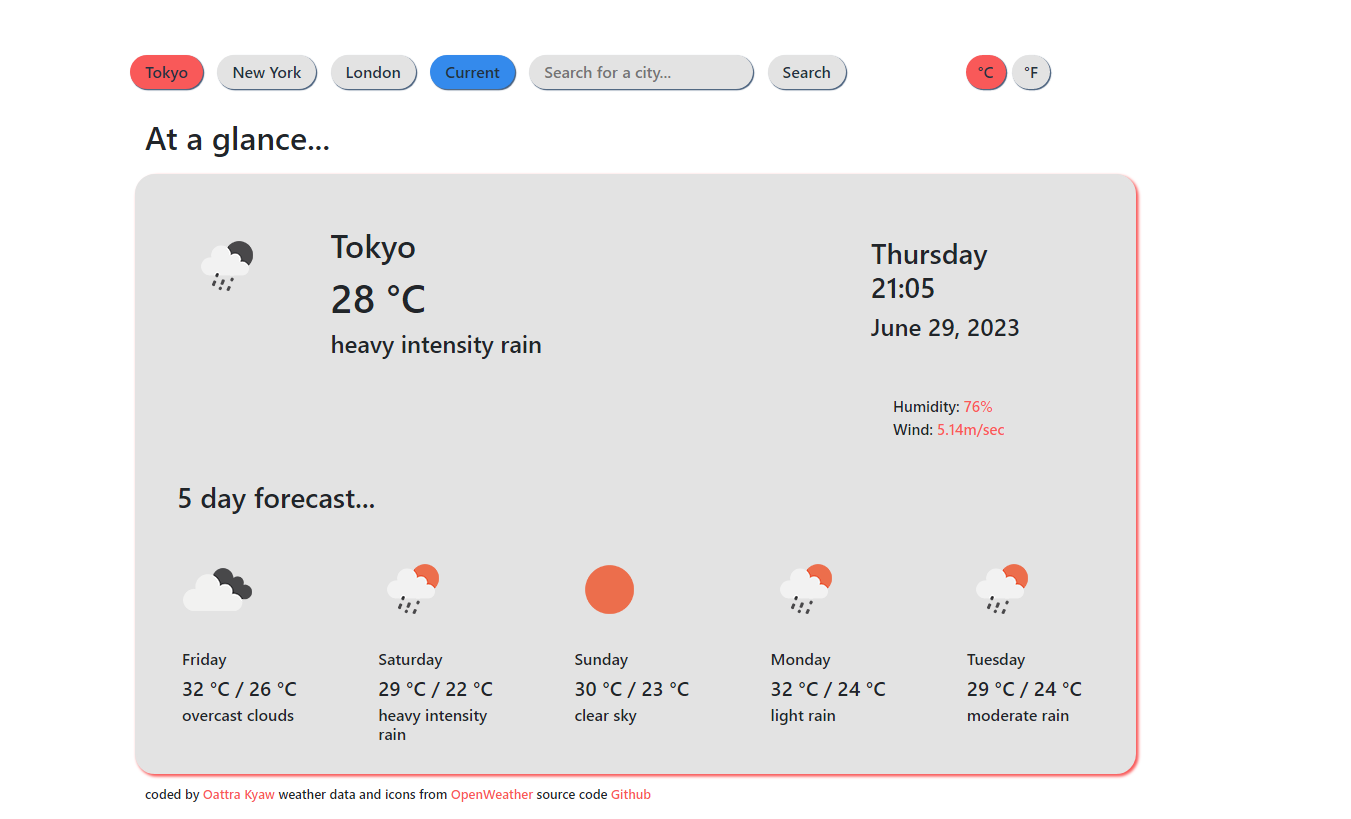 Tokyo New York London Current Search for a city... Search °C °F
At a glance...
Tokyo
28 °C
heavy intensity rain
Thursday
21:05
June 29, 2023
Humidity: 76%
Wind: 5.14m/sec
5 day forecast...
Friday
32 °C / 26 °C
overcast clouds
Saturday
29 °C / 22 °C
heavy intensity
rain
Sunday
30 °C / 23 °C
clear sky
Monday
32 °C / 24 °C
light rain
Tuesday
29 °C / 24 °C
moderate rain
coded by Oattra Kyaw weather data and icons from OpenWeather source code Github